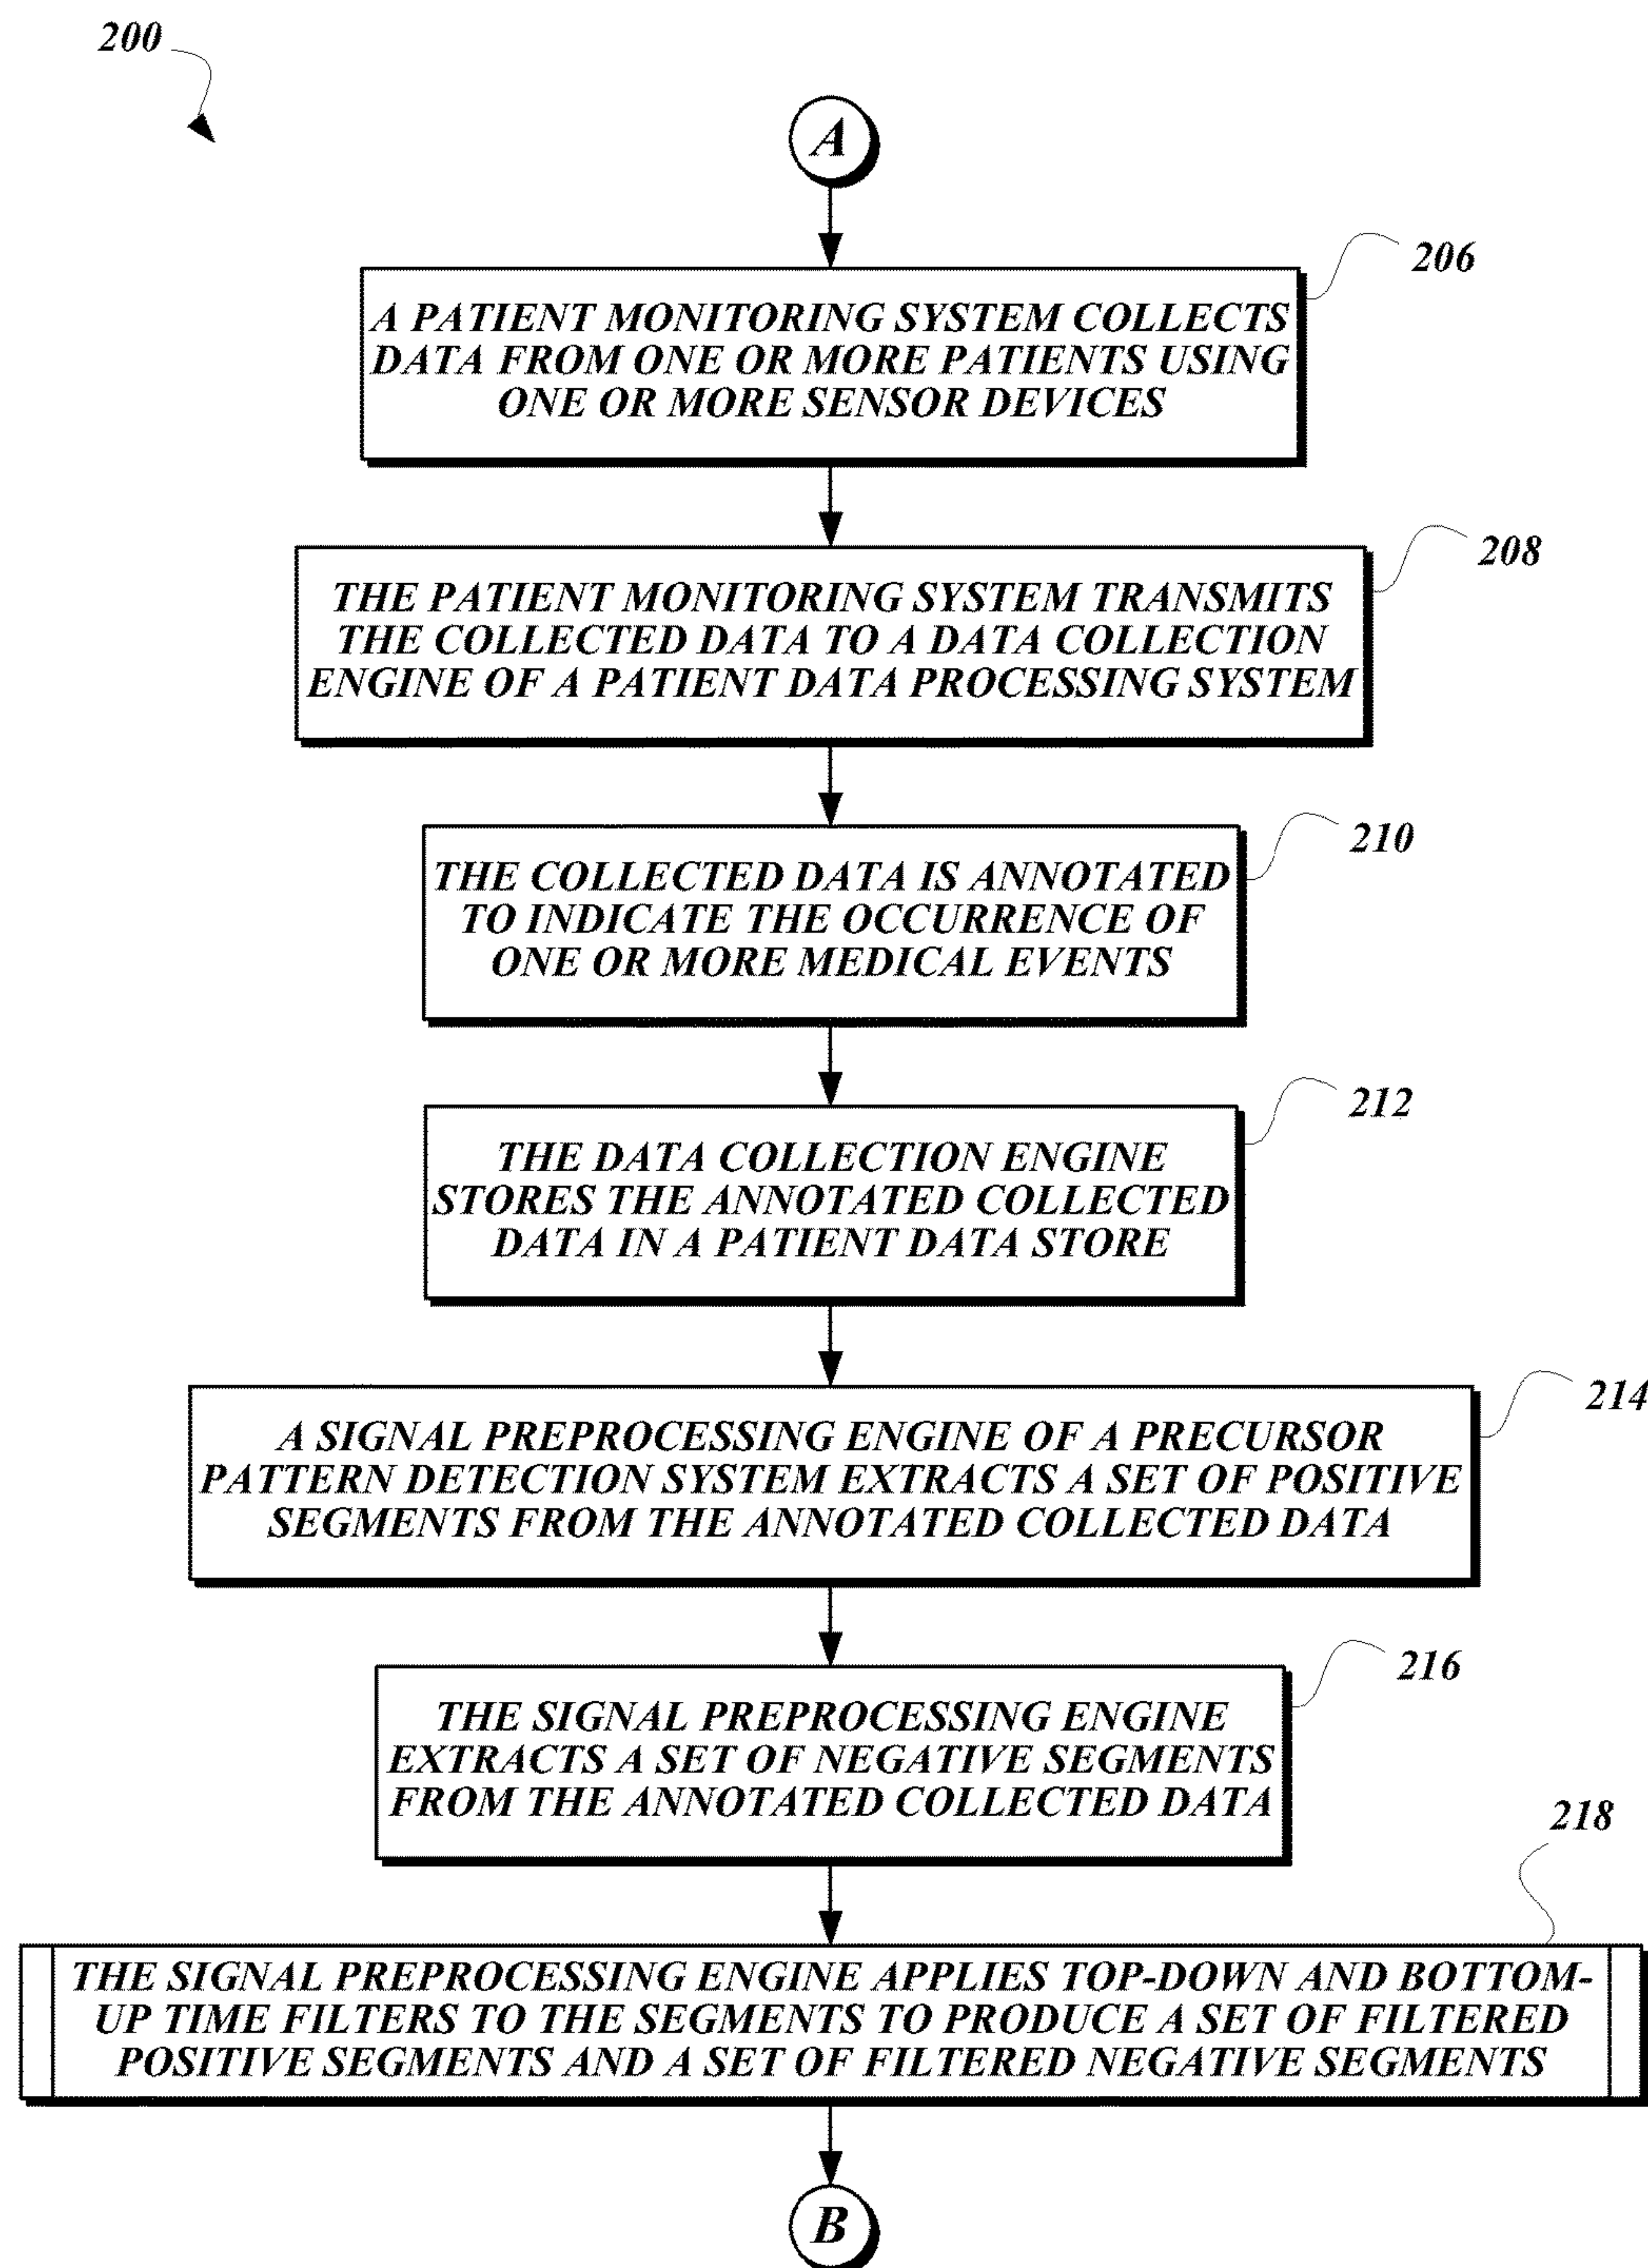 200
A
206
A PATIENT MONITORING SYSTEM COLLECTS
DATA FROM ONE OR MORE PATIENTS USING
ONE OR MORE SENSOR DEVICES
208
THE PATIENT MONITORING SYSTEM TRANSMITS
THE COLLECTED DATA TO A DATA COLLECTION
ENGINE OF A PATIENT DATA PROCESSING SYSTEM
210
THE COLLECTED DATA IS ANNOTATED
TO INDICATE THE OCCURRENCE OF
ONE OR MORE MEDICAL EVENTS
212
THE DATA COLLECTION ENGINE
STORES THE ANNOTATED COLLECTED
DATA IN A PATIENT DATA STORE
214
A SIGNAL PREPROCESSING ENGINE OF A PRECURSOR
PATTERN DETECTION SYSTEM EXTRACTS A SET OF POSITIVE
SEGMENTS FROM THE ANNOTATED COLLECTED DATA
216
THE SIGNAL PREPROCESSING ENGINE
EXTRACTS A SET OF NEGATIVE SEGMENTS
FROM THE ANNOTATED COLLECTED DATA
218
THE SIGNAL PREPROCESSING ENGINE APPLIES TOP-DOWN AND BOTTOM-
UP TIME FILTERS TO THE SEGMENTS TO PRODUCE A SET OF FILTERED
POSITIVE SEGMENTS AND A SET OF FILTERED NEGATIVE SEGMENTS
B